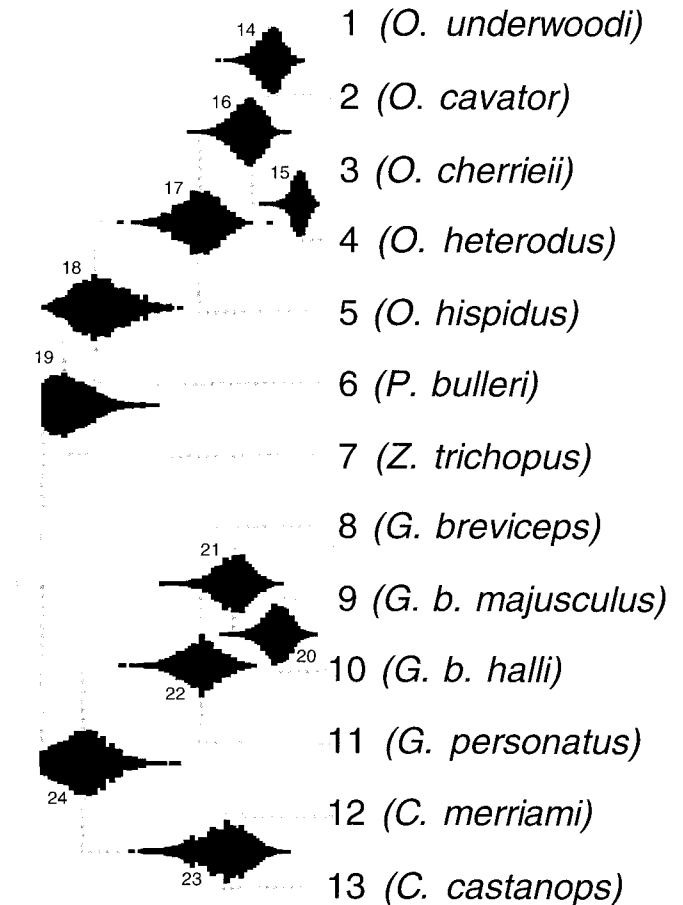 1 (O. underwoodi)
14
2 (O. cavator)
16
3 (O. cherrieii)
15
17
4 (O. heterodus)
18
5 (O. hispidus)
19
6 (P. bulleri)
7 (Z. trichopus)
8 (G. breviceps)
21
9 (G. b. majusculus)
20
10 (G. b. halli)
22
11 (G. personatus)
24
12 (C. merriami)
23
13 (C. castanops)